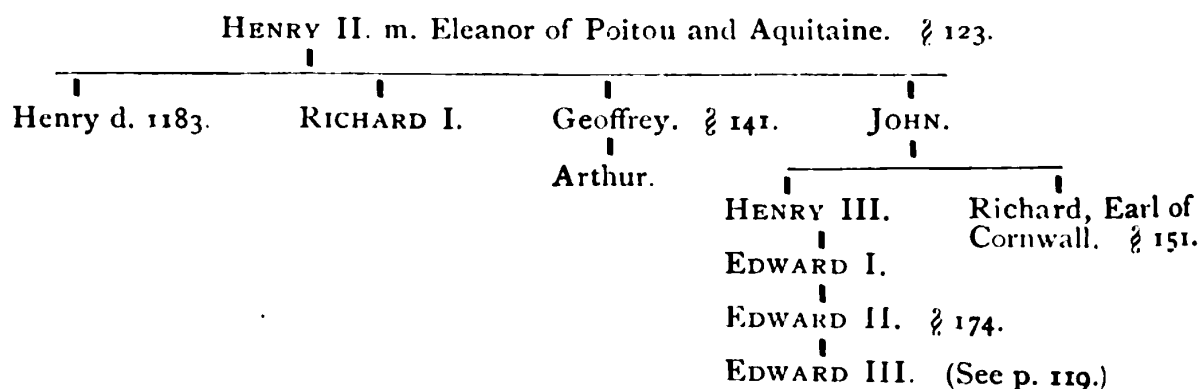 HENRY II. m. Eleanor of Poitou and Aquitaine. § 123.
Henry d. 1183. RICHARD I. Geoffrey. § 141. JOHN.
Arthur.
HENRY III. Richard, Earl of
Cornwall. § 151.
EDWARD I.
EDWARD II. § 174.
EDWARD III. (See p. 119.)